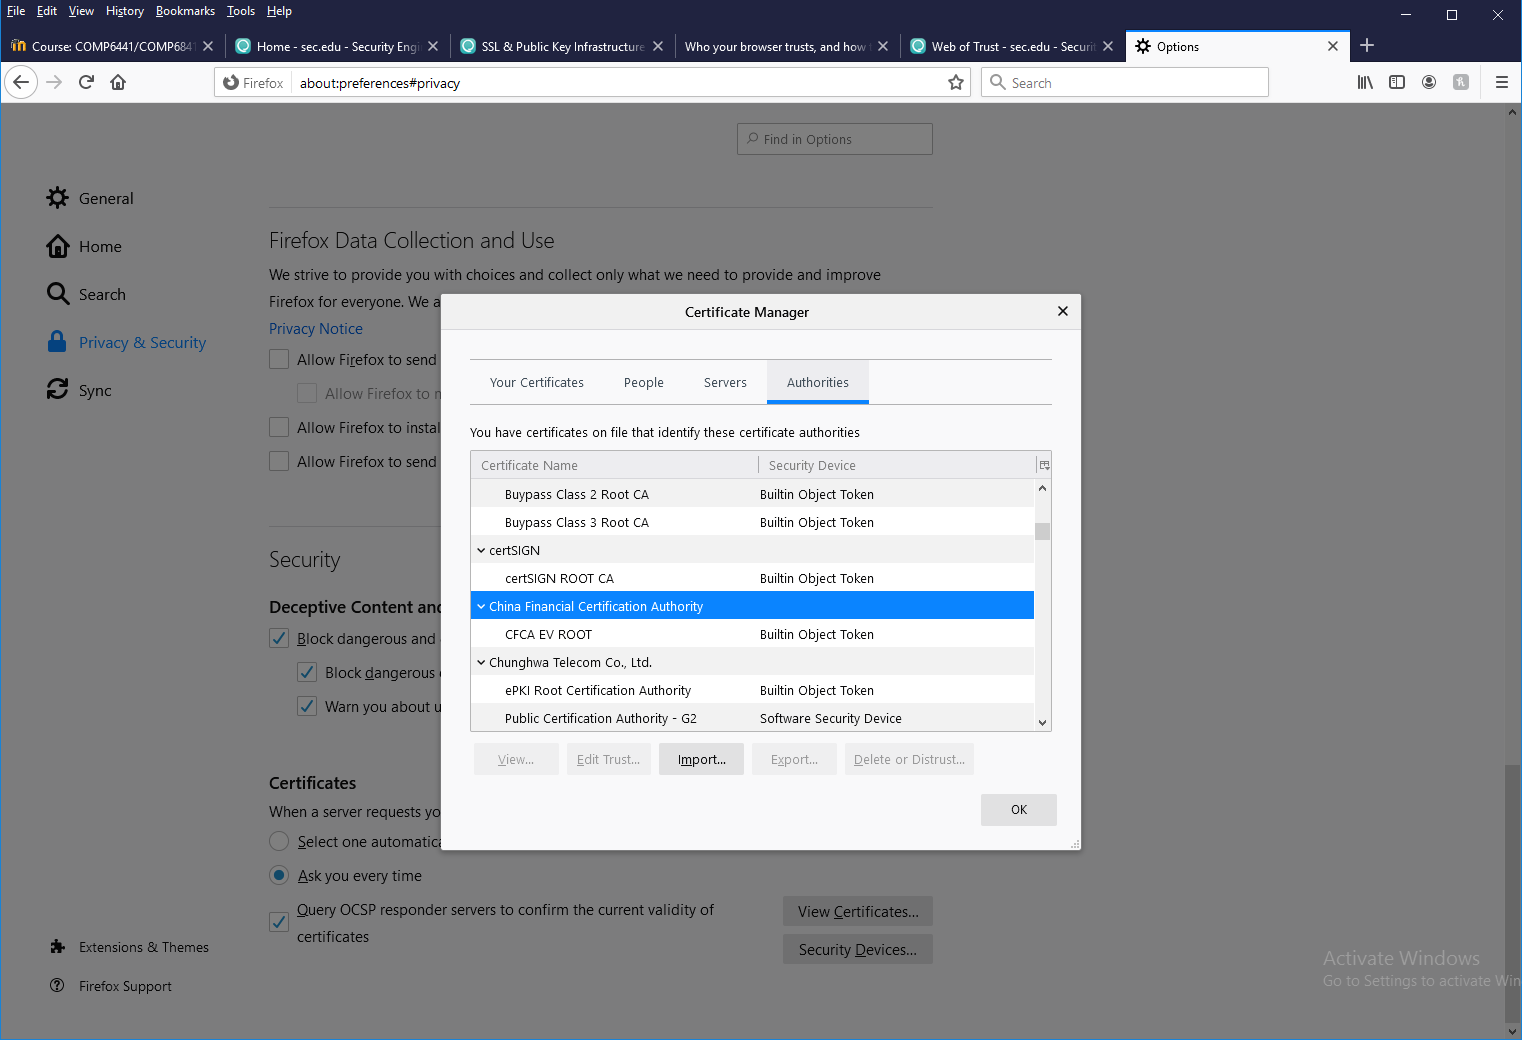 File Edit View History Bookmarks Tools Help
Course: COMP6441/COMP6841
Home - sec.edu - Security Engi
SSL & Public Key Infrastructure
Who your browser trusts, and how
Web of Trust - sec.edu - Securi
Options
Firefox
about:preferences#privacy
Search
Find in Options
General
Home
Search
Privacy & Security
Sync
Extensions & Themes
Firefox Support
Firefox Data Collection and Use
We strive to provide you with choices and collect only what we need to provide and improve
Firefox for everyone. We a
Privacy Notice
Allow Firefox to send
Allow Firefox to
Allow Firefox to instal
Allow Firefox to send
Security
Deceptive Content and
Block dangerous and
Block dangerous
Warn you about u
Certificates
When a server requests yo
Select one automatica
Ask you every time
Query OCSP responder servers to confirm the current validity of
certificates
View Certificates...
Security Devices...
Certificate Manager
Your Certificates People Servers Authorities
You have certificates on file that identify these certificate authorities
Certificate Name Security Device
Buypass Class 2 Root CA Builtin Object Token
Buypass Class 3 Root CA Builtin Object Token
certSIGN
certSIGN ROOT CA Builtin Object Token
China Financial Certification Authority
CFCA EV ROOT Builtin Object Token
Chunghwa Telecom Co., Ltd.
ePKI Root Certification Authority Builtin Object Token
Public Certification Authority - G2 Software Security Device
View... Edit Trust... Import... Export... Delete or Distrust...
OK
Activate Windows
Go to Settings to activate Win